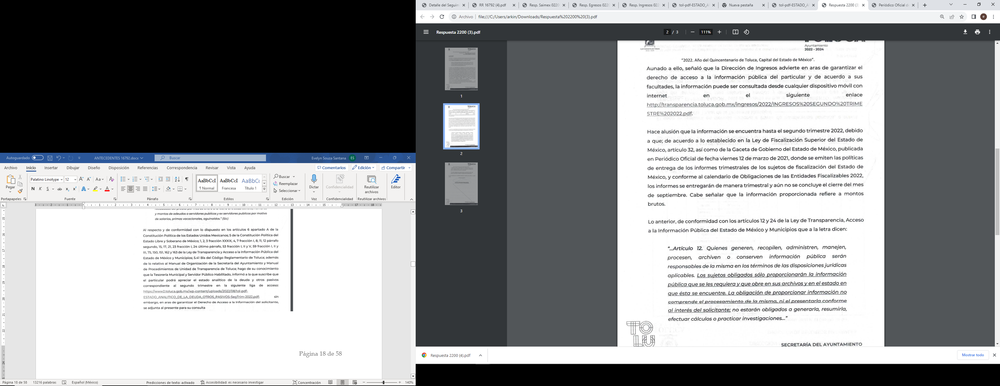 Autoguardado
ANTECEDENTES 16792.docx
Buscar
Evelyn Souza Santana
ES
Archivo
Inicio
Insertar
Dibujar
Diseño
Disposición
Referencias
Correspondencia
Revisar
Vista
Ayuda
Comentarios
Edición
Compartir
Pegar
Palatino Linotype
12
N K S ab x₂ x²
AaBbCcI
AaBbCcI
AaBbCc
¶ Normal
Francesa
Título 1
Buscar
Reemplazar
Seleccionar
Dictar
Confidencialidad
Reutilizar
archivos
Editor
Portapapeles
Fuente
Párrafo
Estilos
Edición
Voz
Confidencialidad
Reutilizar archivos
y montos de adeudos a servidores publicos y ex servidores publicos por motivo
de salarios, primas vacacionales, aguinaldos." (Sic)
Al respecto y de conformidad con lo dispuesto en los artículos 6 apartado A de la
Constitución Política de los Estados Unidos Mexicanos; 5 de la Constitución Política del
Estado Libre y Soberano de México; 1, 2, 3 fracción XXXIX, 4, 7 fracción I, 8, 11, 12 párrafo
segundo, 15, 17, 21, 23 fracción I, 24 último párrafo, 53 fracción I, II y V, 59 fracción I, II y
III, 75, 150, 151, 162 y 163 de la Ley de Transparencia y Acceso a la Información Pública del
Estado de México y Municipios; 5.41 Bis del Código Reglamentario de Toluca; además
de lo relativo al Manual de Organización de la Secretaría del Ayuntamiento y Manual
de Procedimientos de Unidad de Transparencia de Toluca; hago de su conocimiento
que la Tesorería Municipal y Servidor Público Habilitado, informó a la que suscribe que
el particular podrá apreciar el estado analítico de la deuda y otros pasivos
correspondiente al segundo trimestre en la siguiente liga de acceso:
https://www2.toluca.gob.mx/wp-content/uploads/2022/08/tol-pdf-
ESTADO_ANALITICO_DE_LA_DEUDA_OTROS_PASIVOS-SegTrim-2022.pdf; sin
embargo, en aras de garantizar el Derecho de Acceso a la Información del solicitante,
se adjunta al presente para su consulta
Página 18 de 58
Página 18 de 58
13216 palabras
Español (México)
Predicciones de texto: activado
Accesibilidad: es necesario investigar
Concentración
140%
Detalle del Seguim
RR 16792 (4).pdf
Resp. Saimex 0220
Resp. Egresos 0220
Resp. Ingresos 022
tol-pdf-ESTADO_A
Nueva pestaña
tol-pdf-ESTADO_A
Respuesta 2200 (3)
Periódico Oficial d
Archivo
file:///C:/Users/arkin/Downloads/Respuesta%202200%20(3).pdf
e
Respuesta 2200 (3).pdf
2 / 3
111%
1
2
3
TOLUCA
Ayuntamiento
2022 - 2024
"2022. Año del Quincentenario de Toluca, Capital del Estado de México".
Aunado a ello, señaló que la Dirección de Ingresos advierte en aras de garantizar el
derecho de acceso a la información pública del particular y de acuerdo a sus
facultades, la información puede ser consultada desde cualquier dispositivo móvil con
internet en el siguiente enlace
http://transparencia.toluca.gob.mx/ingresos/2022/INGRESOS%20SEGUNDO%20TRIME
STRE%202022.pdf.
Hace alusión que la información se encuentra hasta el segundo trimestre 2022, debido
a que; de acuerdo a lo establecido en la Ley de Fiscalización Superior del Estado de
México, artículo 32, así como de la Gaceta de Gobierno del Estado de México, publicada
en Periódico Oficial de fecha viernes 12 de marzo de 2021, donde se emiten las políticas
de entrega de los informes trimestrales de los sujetos de fiscalización del Estado de
México, y conforme al calendario de Obligaciones de las Entidades Fiscalizables 2022,
los informes se entregarán de manera trimestral y aún no se concluye el cierre del mes
de septiembre. Cabe señalar que la información proporcionada refiere a montos
brutos.
Lo anterior, de conformidad con los artículos 12 y 24 de la Ley de Transparencia, Acceso
a la Información Pública del Estado de México y Municipios que a la letra dicen:
"...Artículo 12. Quienes generen, recopilen, administren, manejen,
procesen, archiven o conserven información pública serán
responsables de la misma en los términos de las disposiciones jurídicas
aplicables. Los sujetos obligados sólo proporcionarán la información
pública que se les requiera y que obre en sus archivos y en el estado en
que ésta se encuentre. La obligación de proporcionar información no
comprende el procesamiento de la misma, ni el presentarla conforme
al interés del solicitante; no estarán obligados a generarla, resumirla,
efectuar cálculos o practicar investigaciones..."
TO
LU
SECRETARÍA DEL AYUNTAMIENTO
Respuesta 2200 (4).pdf
Mostrar todo